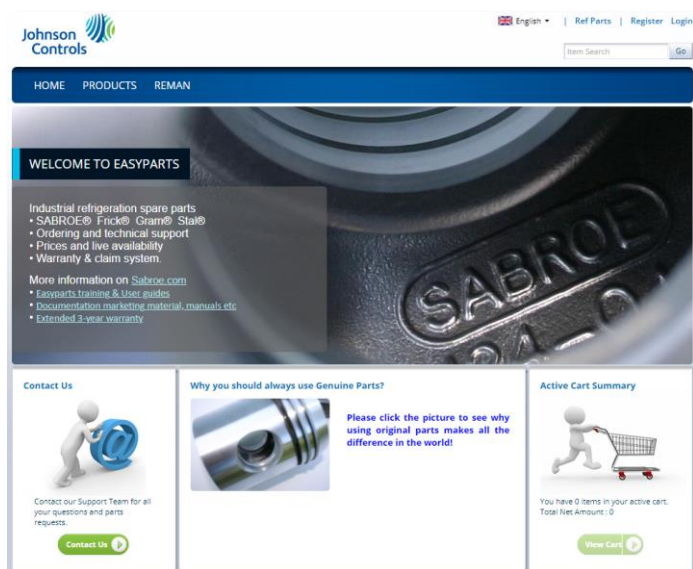 Johnson
Controls
English
| Ref Parts | Register Login
Item Search
Go
HOME PRODUCTS REMAN
WELCOME TO EASYPARTS
Industrial refrigeration spare parts
• SABROE® Frick® Gram® Stal®
• Ordering and technical support
• Prices and live availability
• Warranty & claim system.
More information on Sabroe.com
• Easyparts training & User guides
• Documentation marketing material, manuals etc
• Extended 3-year warranty
SABROE
Contact Us
@
Contact our Support Team for all
your questions and parts
requests.
Contact Us
Why you should always use Genuine Parts?
Please click the picture to see why
using original parts makes all the
difference in the world!
Active Cart Summary
You have 0 items in your active cart.
Total Net Amount : 0
View Cart